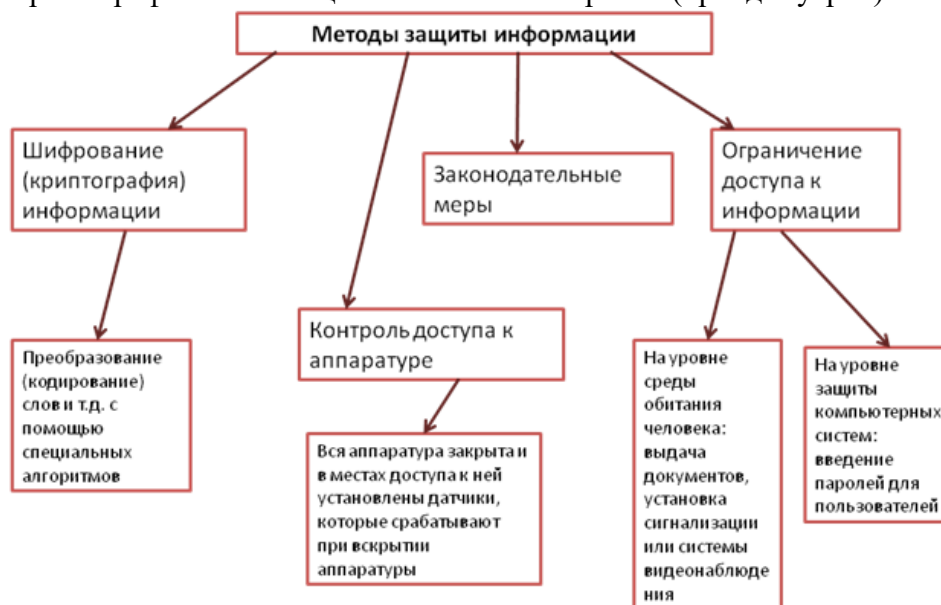 Методы защиты информации
Шифрование
(криптография)
информации
Законодательные
меры
Ограничение
доступа к
информации
Контроль доступа к
аппаратуре
Преобразование
(кодирование)
слов и т.д. с
помощью
специальных
алгоритмов
Вся аппаратура закрыта и
в местах доступа к ней
установлены датчики,
которые срабатывают
при вскрытии
аппаратуры
На уровне
среды
обитания
человека:
выдача
документов,
установка
сигнализации
или системы
видеонаблюде
ния
На уровне
защиты
компьютерных
систем:
введение
паролей для
пользователей